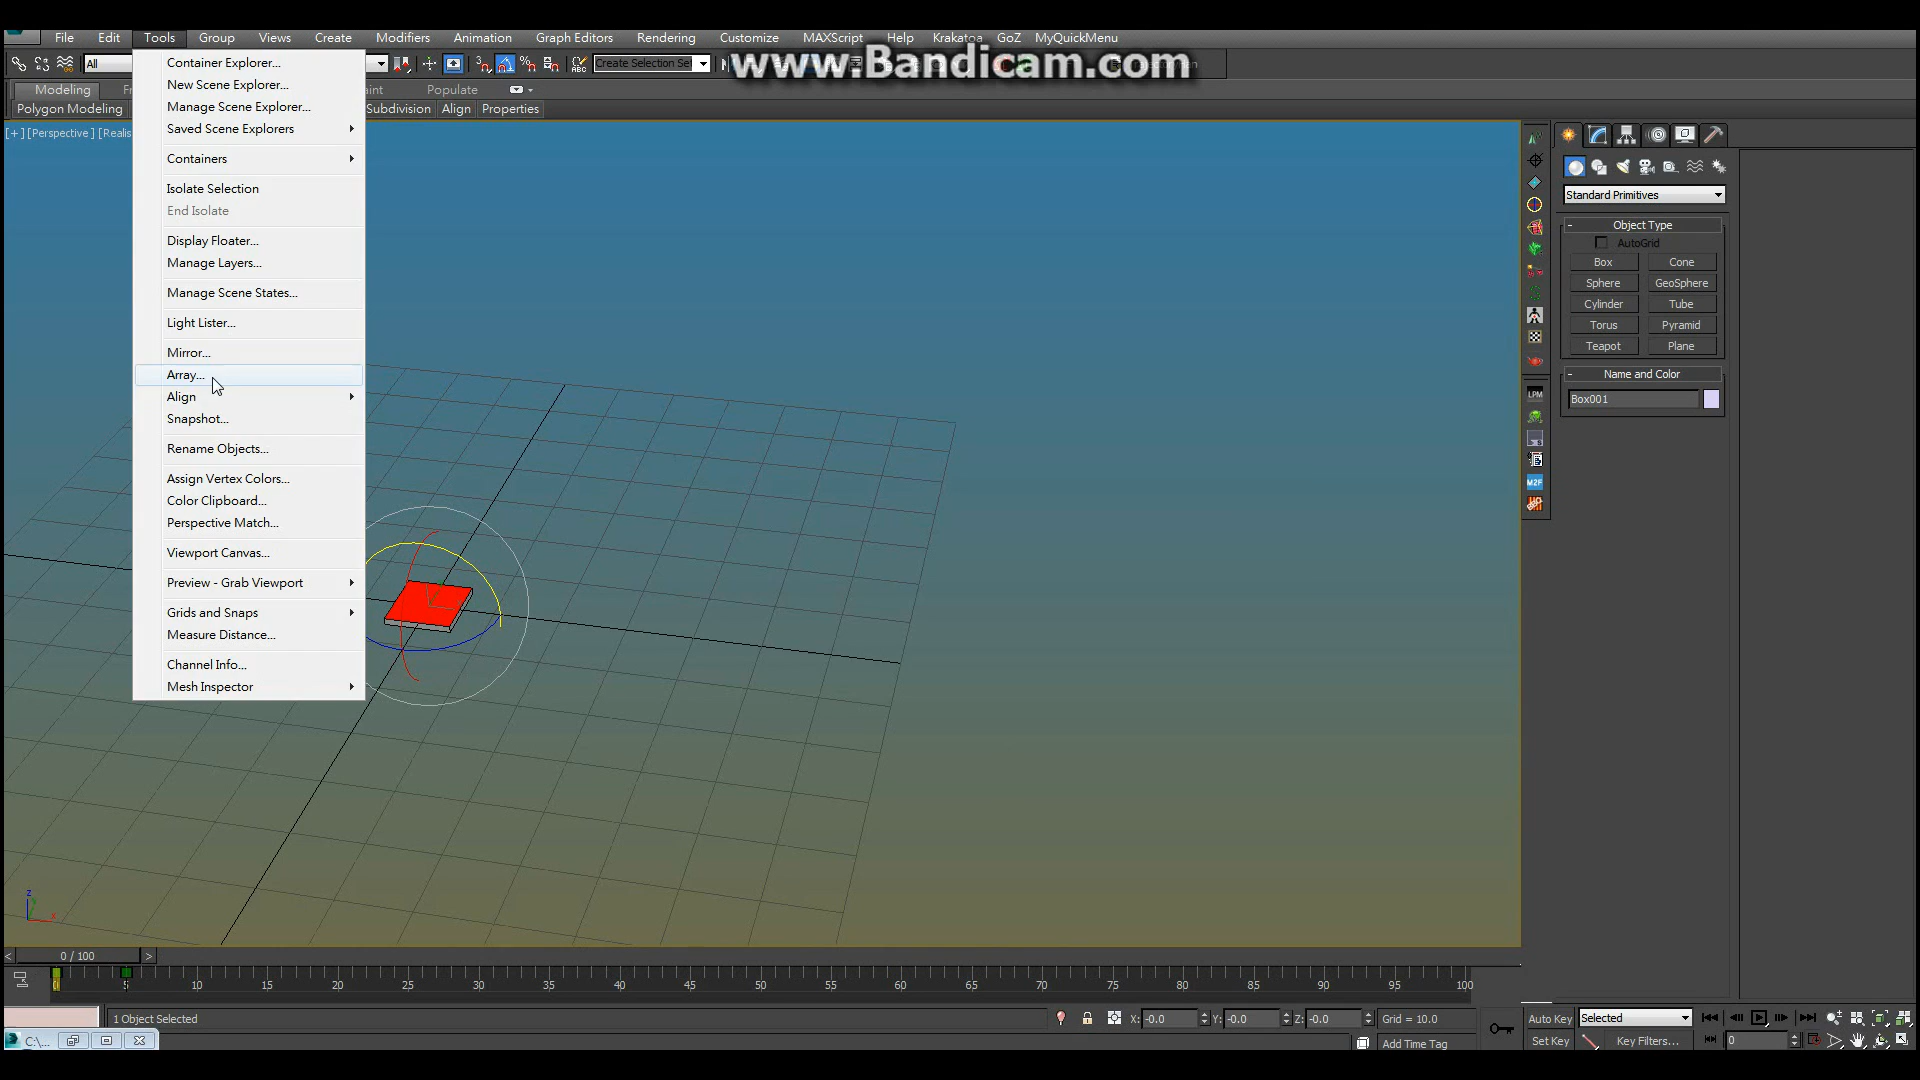 File Edit Tools Group Views Create Modifiers Animation Graph Editors Rendering Customize MAXScript Help Krakatoa GoZ MyQuickMenu
www.Bandicam.com
All
Create Selection Set
Modeling
Populate
Polygon Modeling
Subdivision Align Properties
[+] [Perspective] [Realis
Container Explorer...
New Scene Explorer...
Manage Scene Explorer...
Saved Scene Explorers
Containers
Isolate Selection
End Isolate
Display Floater...
Manage Layers...
Manage Scene States...
Light Lister...
Mirror...
Array...
Align
Snapshot...
Rename Objects...
Assign Vertex Colors...
Color Clipboard...
Perspective Match...
Viewport Canvas...
Preview - Grab Viewport
Grids and Snaps
Measure Distance...
Channel Info...
Mesh Inspector
Standard Primitives
- Object Type
AutoGrid
Box Cone
Sphere GeoSphere
Cylinder Tube
Torus Pyramid
Teapot Plane
- Name and Color
Box001
LPM
M2F
z
x
< 0 / 100 >
0 5 10 15 20 25 30 35 40 45 50 55 60 65 70 75 80 85 90 95 100
1 Object Selected
X: -0.0 Y: -0.0 Z: -0.0 Grid = 10.0
Auto Key Selected
C:\...
Add Time Tag
Set Key Key Filters... 0